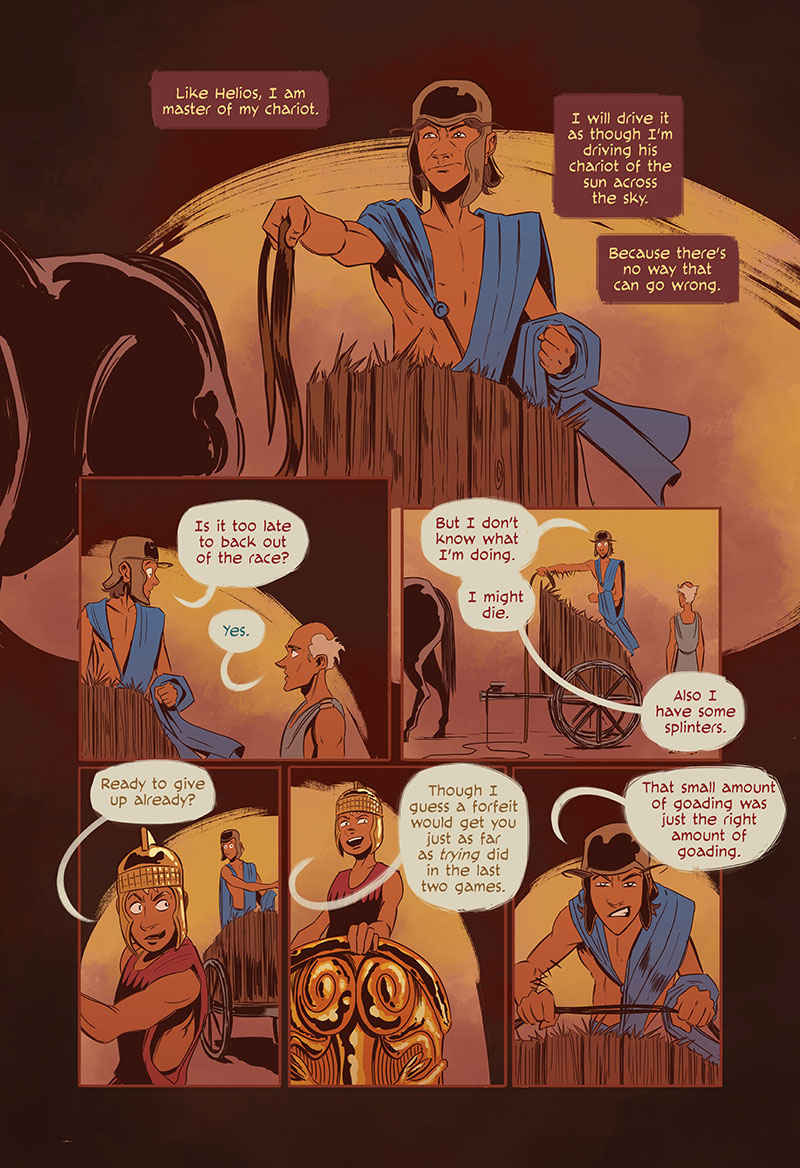 Like Helios, I am
master of my chariot.
I will drive it
as though I'm
driving his
chariot of the
sun across
the sky.
Because there's
no way that
can go wrong.
Is it too late
to back out
of the race?
Yes.
But I don't
know what
I'm doing.
I might
die.
Also I
have some
splinters.
Ready to give
up already?
Though I
guess a forfeit
would get you
just as far
as trying did
in the last
two games.
That small amount
of goading was
just the right
amount of
goading.